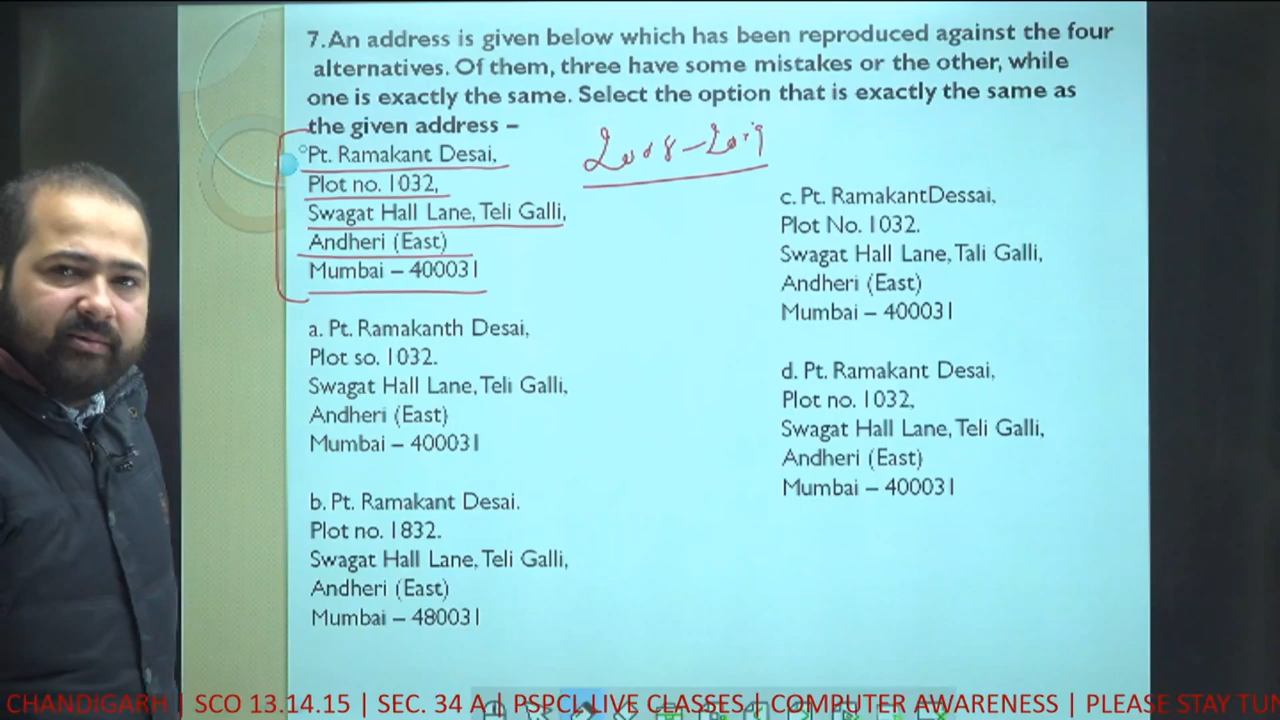 7.An address is given below which has been reproduced against the four
alternatives. Of them, three have some mistakes or the other, while
one is exactly the same. Select the option that is exactly the same as
the given address –
Pt. Ramakant Desai,
Plot no. 1032,
Swagat Hall Lane, Teli Galli,
Andheri (East)
Mumbai – 400031
2008-2009
a. Pt. Ramakanth Desai,
Plot so. 1032.
Swagat Hall Lane, Teli Galli,
Andheri (East)
Mumbai – 400031
b. Pt. Ramakant Desai.
Plot no. 1832.
Swagat Hall Lane, Teli Galli,
Andheri (East)
Mumbai – 480031
c. Pt. RamakantDessai,
Plot No. 1032.
Swagat Hall Lane, Tali Galli,
Andheri (East)
Mumbai – 400031
d. Pt. Ramakant Desai,
Plot no. 1032,
Swagat Hall Lane, Teli Galli,
Andheri (East)
Mumbai – 400031
CHANDIGARH | SCO 13.14.15 | SEC. 34 A | PSPCL LIVE CLASSES | COMPUTER AWARENESS | PLEASE STAY TUN